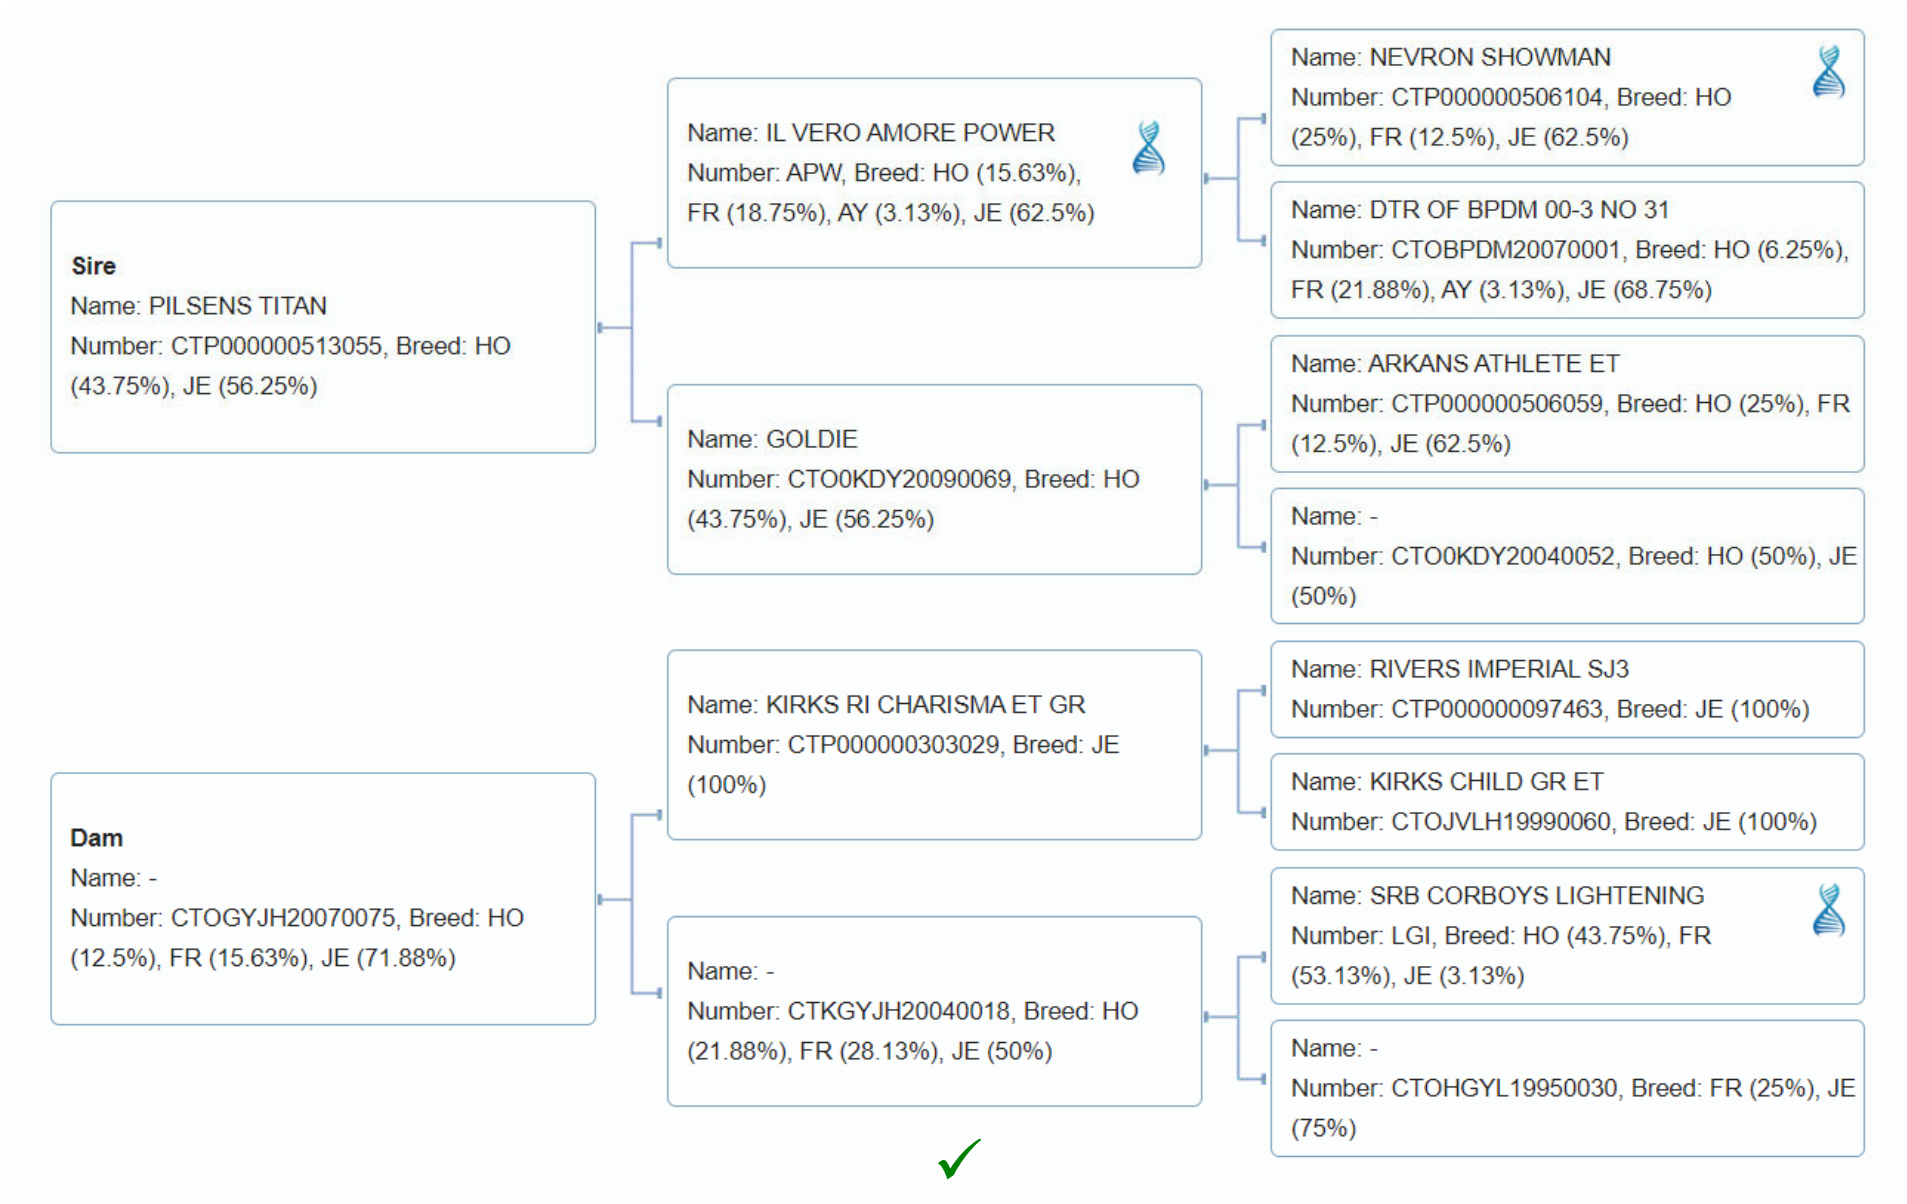 Sire
Name: PILSENS TITAN
Number: CTP000000513055, Breed: HO
(43.75%), JE (56.25%)
Name: IL VERO AMORE POWER
Number: APW, Breed: HO (15.63%),
FR (18.75%), AY (3.13%), JE (62.5%)
Name: GOLDIE
Number: CTO0KDY20090069, Breed: HO
(43.75%), JE (56.25%)
Name: NEVRON SHOWMAN
Number: CTP000000506104, Breed: HO
(25%), FR (12.5%), JE (62.5%)
Name: DTR OF BPDM 00-3 NO 31
Number: CTOBPDM20070001, Breed: HO (6.25%),
FR (21.88%), AY (3.13%), JE (68.75%)
Name: ARKANS ATHLETE ET
Number: CTP000000506059, Breed: HO (25%), FR
(12.5%), JE (62.5%)
Name: -
Number: CTO0KDY20040052, Breed: HO (50%), JE
(50%)
Dam
Name: -
Number: CTOGYJH20070075, Breed: HO
(12.5%), FR (15.63%), JE (71.88%)
Name: KIRKS RI CHARISMA ET GR
Number: CTP000000303029, Breed: JE
(100%)
Name: -
Number: CTKGYJH20040018, Breed: HO
(21.88%), FR (28.13%), JE (50%)
Name: RIVERS IMPERIAL SJ3
Number: CTP000000097463, Breed: JE (100%)
Name: KIRKS CHILD GR ET
Number: CTOJVLH19990060, Breed: JE (100%)
Name: SRB CORBOYS LIGHTENING
Number: LGI, Breed: HO (43.75%), FR
(53.13%), JE (3.13%)
Name: -
Number: CTOHGYL19950030, Breed: FR (25%), JE
(75%)